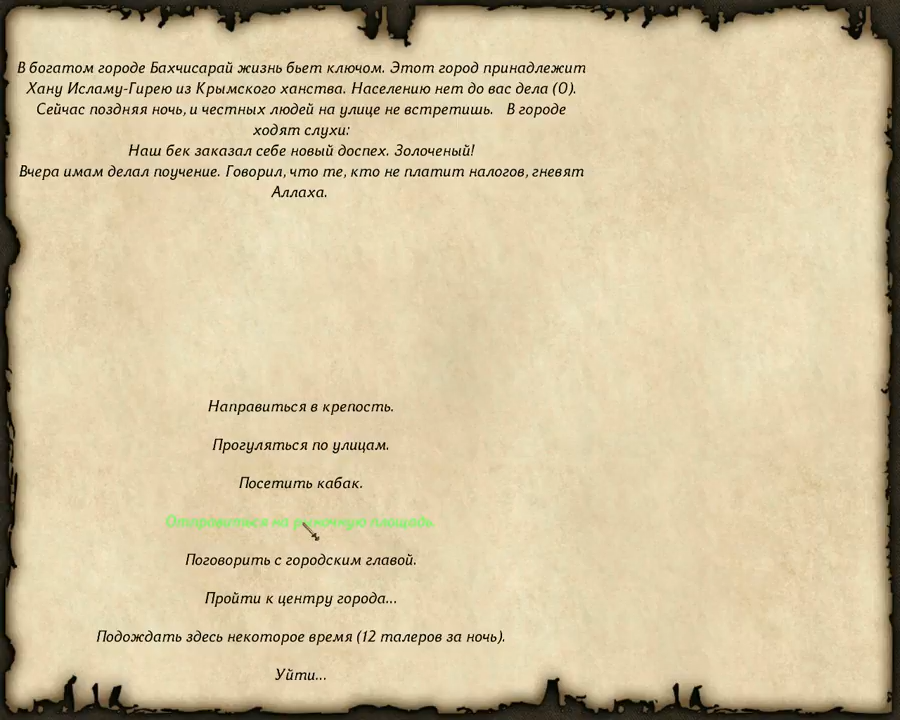 В богатом городе Бахчисарай жизнь бьет ключом. Этот город принадлежит
Хану Исламу-Гирею из Крымского ханства. Населению нет до вас дела (0).
Сейчас поздняя ночь, и честных людей на улице не встретишь. В городе
ходят слухи:
Наш бек заказал себе новый доспех. Золоченый!
Вчера имам делал поучение. Говорил, что те, кто не платит налогов, гневят
Аллаха.
Направиться в крепость.
Прогуляться по улицам.
Посетить кабак.
Отправиться на рыночную площадь.
Поговорить с городским главой.
Пройти к центру города...
Подождать здесь некоторое время (12 талеров за ночь).
Уйти...